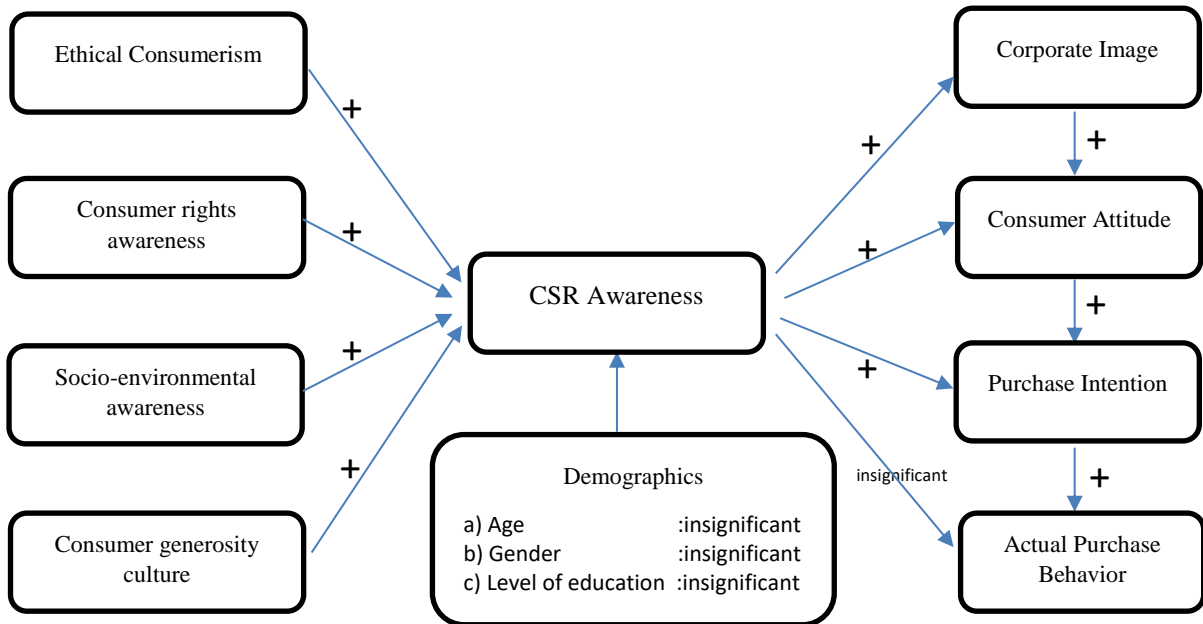 Ethical Consumerism
+
Consumer rights
awareness
+
Socio-environmental
awareness
+
Consumer generosity
culture
+
CSR Awareness
Demographics
a) Age :insignificant
b) Gender :insignificant
c) Level of education :insignificant
+
+
+
insignificant
Corporate Image
+
Consumer Attitude
+
Purchase Intention
+
Actual Purchase
Behavior